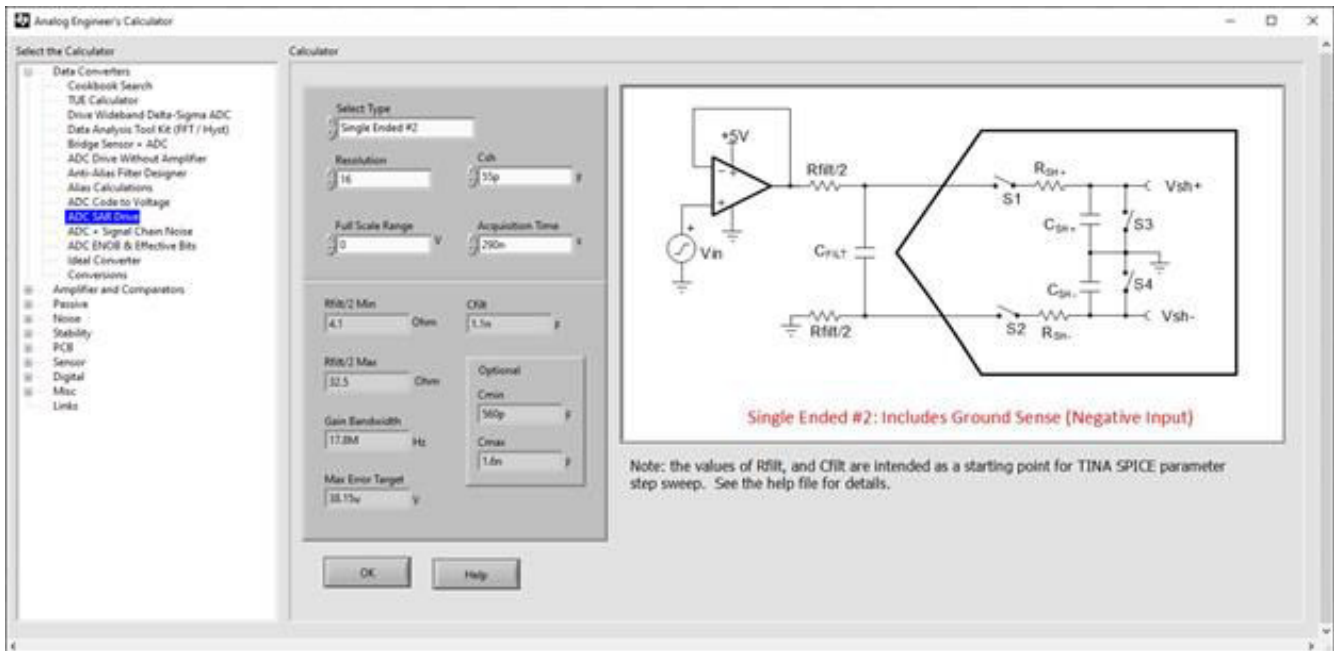 Analog Engineer's Calculator
Select the Calculator
Data Converters
Cookbook Search
TUE Calculator
Drive Wideband Delta-Sigma ADC
Data Analysis Tool Kit (FFT / Hyst)
Bridge Sensor + ADC
ADC Drive Without Amplifier
Anti-Alias Filter Designer
Alias Calculations
ADC Code to Voltage
ADC SAR Drive
ADC + Signal Chain Noise
ADC ENOB & Effective Bits
Ideal Converter
Conversions
Amplifier and Comparators
Passive
Noise
Stability
PCB
Sensor
Digital
Misc
Links
Calculator
Select Type
Single Ended #2
Resolution
16
Csh
55p F
Full Scale Range
0 V
Acquisition Time
290n s
Rfilt/2 Min
4.1 Ohm
Cfilt
1.1n F
Rfilt/2 Max
32.5 Ohm
Gain Bandwidth
17.8M Hz
Max Error Target
38.15u V
Optional
Cmin
560p F
Cmax
1.6n F
OK
Help
+5V
Vin
Rfilt/2
CFILT
Rfilt/2
S1
RSH+
Vsh+
CSH+
S3
CSH-
S4
S2
RSH-
Vsh-
Single Ended #2: Includes Ground Sense (Negative Input)
Note: the values of Rfilt, and Cfilt are intended as a starting point for TINA SPICE parameter
step sweep. See the help file for details.